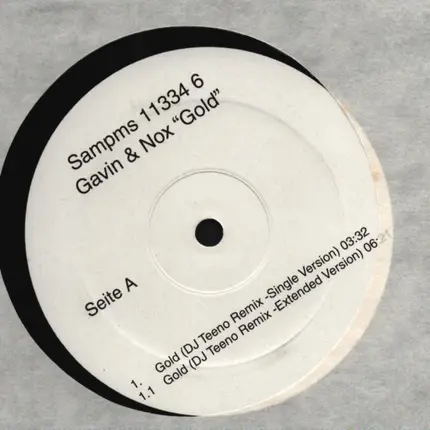 Sampms 11334 6
Gavin & Nox “Gold”
Seite A
1. Gold (DJ Teeno Remix -Single Version) 03:32
1.1 Gold (DJ Teeno Remix -Extended Version) 06:21